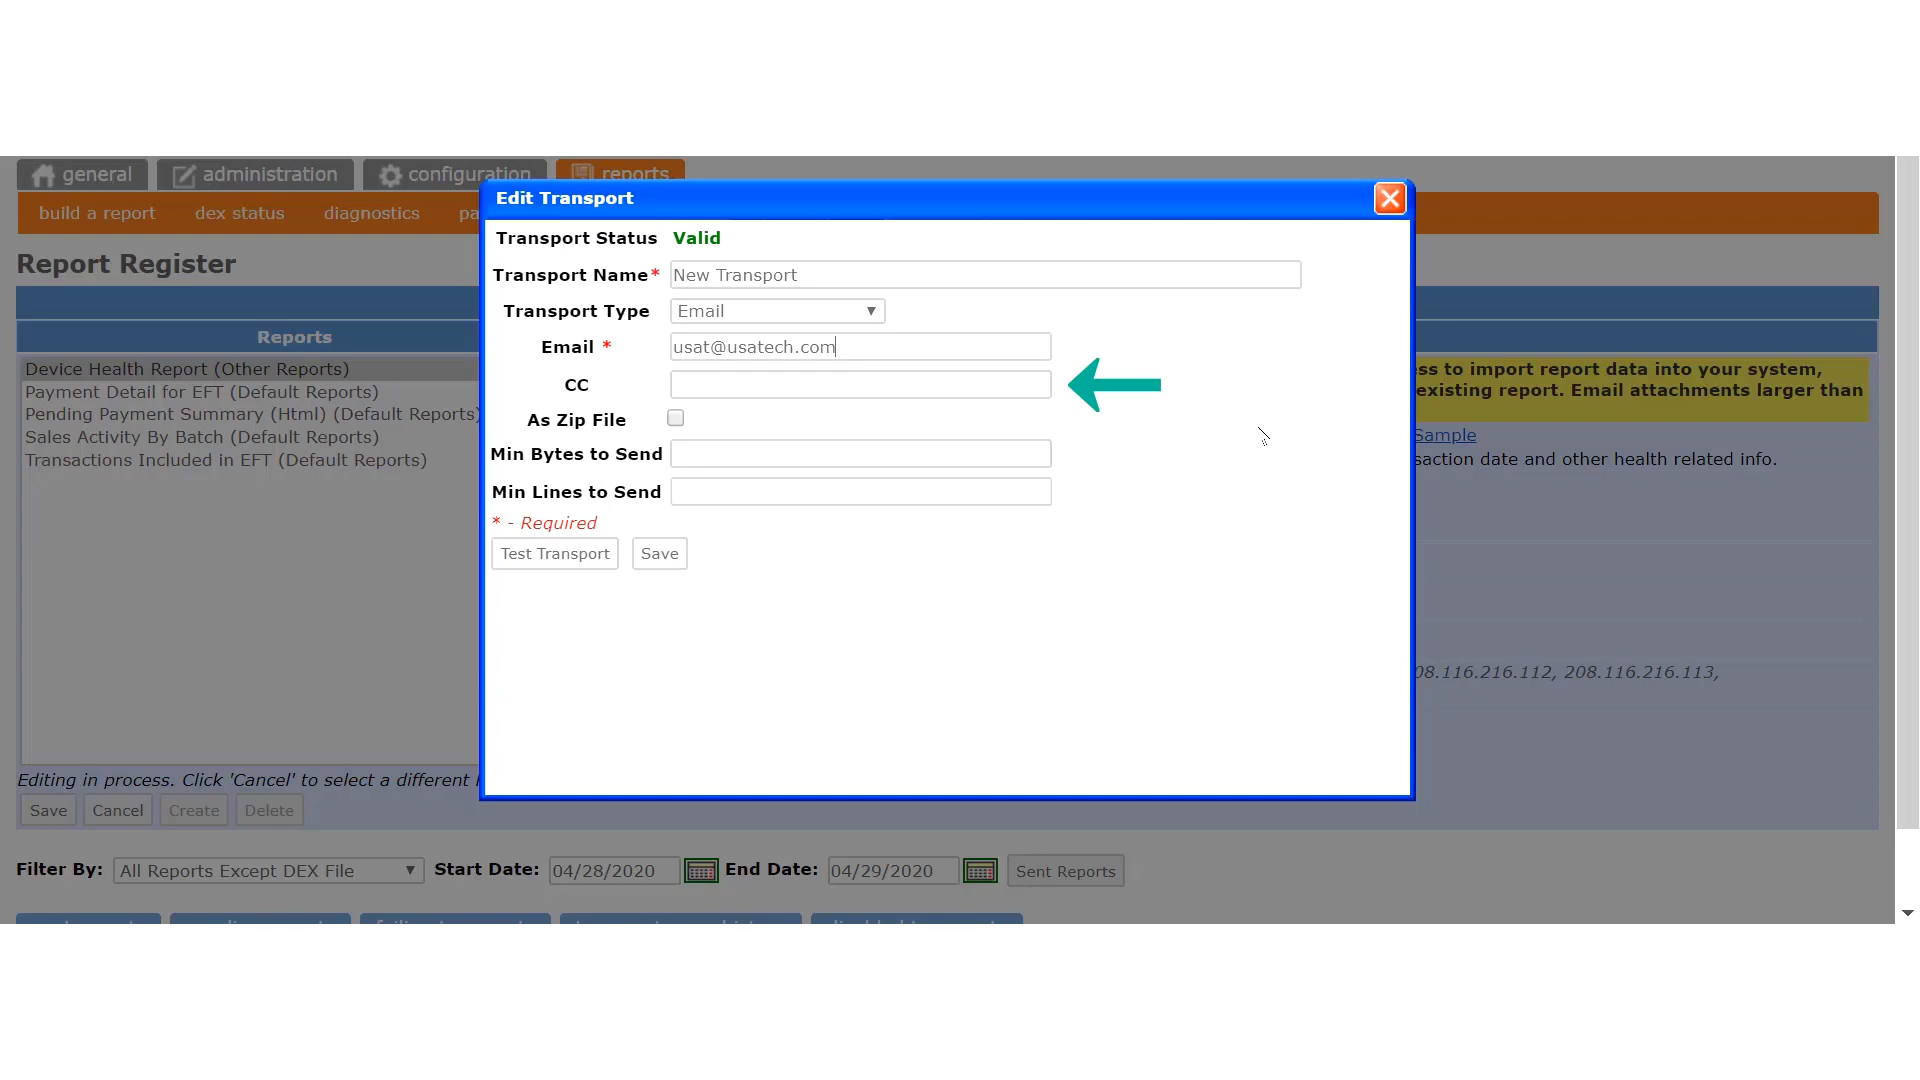 general administration configuration reports
build a report dex status diagnostics pa
Report Register
Reports
Device Health Report (Other Reports)
Payment Detail for EFT (Default Reports)
Pending Payment Summary (Html) (Default Reports)
Sales Activity By Batch (Default Reports)
Transactions Included in EFT (Default Reports)
Editing in process. Click 'Cancel' to select a different
Save Cancel Create Delete
Edit Transport
Transport Status Valid
Transport Name* New Transport
Transport Type Email
Email * usat@usatech.com
CC
As Zip File
Min Bytes to Send
Min Lines to Send
* - Required
Test Transport Save
ss to import report data into your system,
existing report. Email attachments larger than
Sample
saction date and other health related info.
08.116.216.112, 208.116.216.113,
Filter By: All Reports Except DEX File Start Date: 04/28/2020 End Date: 04/29/2020 Sent Reports